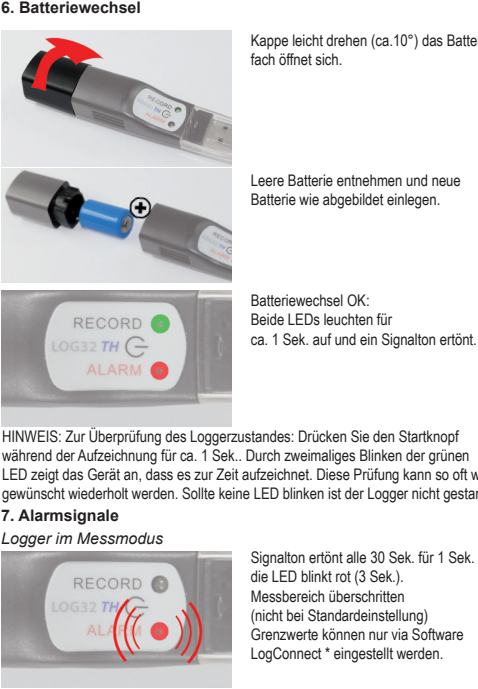 6. Batteriewechsel
Kappe leicht drehen (ca.10°) das Batte
fach öffnet sich.
RECORD
LOG32 TH
ALARM
Leere Batterie entnehmen und neue
Batterie wie abgebildet einlegen.
RECORD
Batteriewechsel OK:
Beide LEDs leuchten für
ca. 1 Sek. auf und ein Signalton ertönt.
RECORD
LOG32 TH
ALARM
HINWEIS: Zur Überprüfung des Loggerzustandes: Drücken Sie den Startknopf
während der Aufzeichnung für ca. 1 Sek.. Durch zweimaliges Blinken der grünen
LED zeigt das Gerät an, dass es zur Zeit aufzeichnet. Diese Prüfung kann so oft w
gewünscht wiederholt werden. Sollte keine LED blinken ist der Logger nicht gestar
7. Alarmsignale
Logger im Messmodus
Signalton ertönt alle 30 Sek. für 1 Sek.
die LED blinkt rot (3 Sek.).
Messbereich überschritten
(nicht bei Standardeinstellung)
Grenzwerte können nur via Software
LogConnect * eingestellt werden.
RECORD
LOG32 TH
ALARM